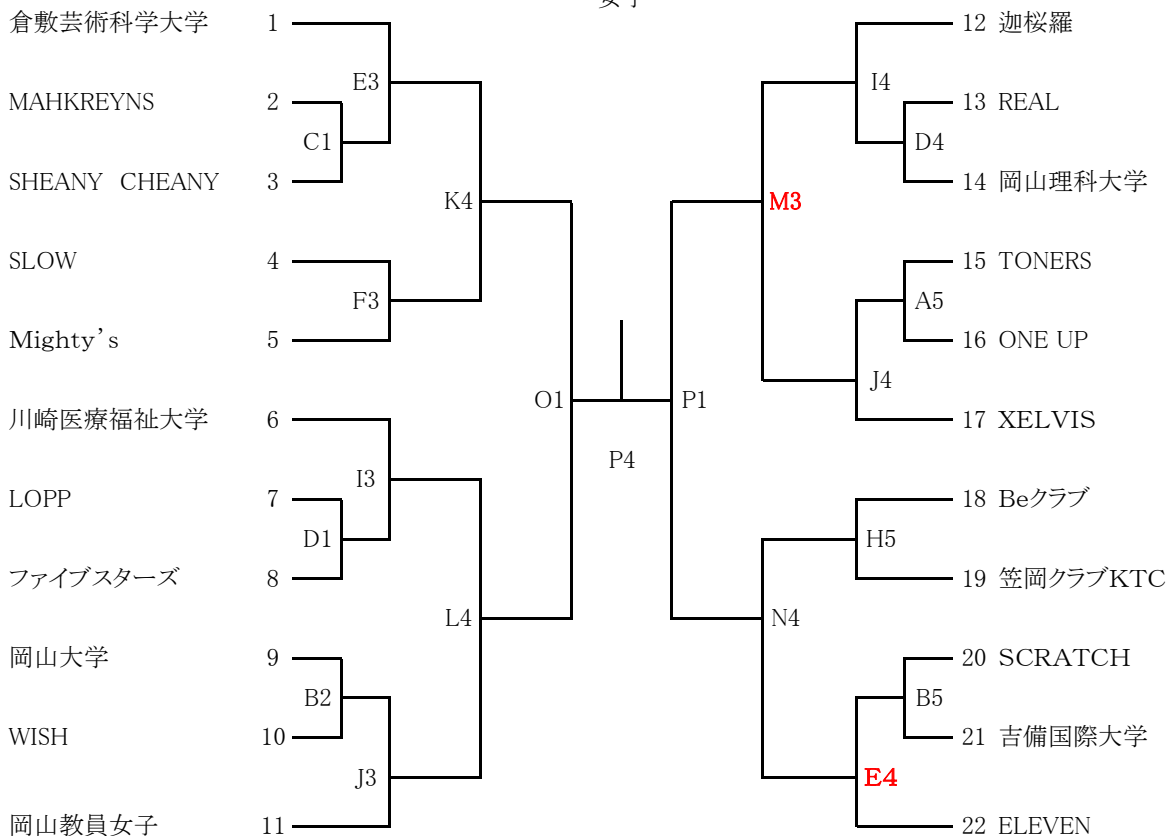 女子
倉敷芸術科学大学 1
E3
MAHKREYNS 2
C1
SHEANY CHEANY 3
K4
SLOW 4
F3
Mighty's 5
O1
川崎医療福祉大学 6
I3
LOPP 7
D1
ファイブスターズ 8
L4
岡山大学 9
B2
WISH 10
J3
岡山教員女子 11
P4
12 迦桜羅
I4
13 REAL
D4
14 岡山理科大学
M3
15 TONERS
A5
16 ONE UP
J4
17 XELVIS
P1
18 Beクラブ
H5
19 笠岡クラブKTC
N4
20 SCRATCH
B5
21 吉備国際大学
E4
22 ELEVEN